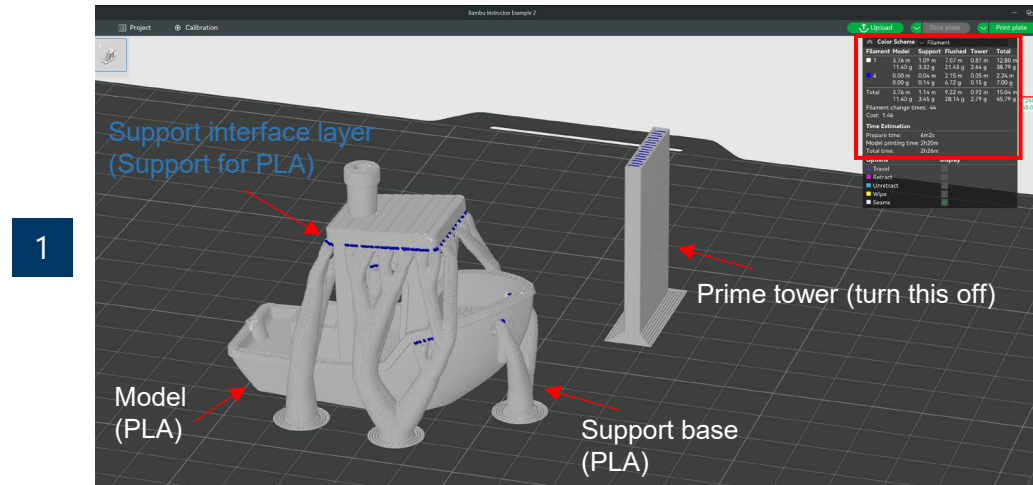 Bambu Instrucion Example 2
Project
Calibration
Upload
Slice plate
Print plate
Color Scheme Filament
Filament Model Support Flushed Tower Total
1 3.76 m 1.09 m 7.07 m 0.87 m 12.80 m
11.40 g 3.32 g 21.43 g 2.64 g 38.79 g
4 0.00 m 0.04 m 2.15 m 0.05 m 2.24 m
0.00 g 0.14 g 6.72 g 0.15 g 7.00 g
Total 3.76 m 1.14 m 9.22 m 0.92 m 15.04 m
11.40 g 3.45 g 28.14 g 2.79 g 45.79 g
Filament change times: 44
Cost: 1.46
Time Estimation
Prepare time: 6m2s
Model printing time: 2h20m
Total time: 2h26m
Options Display
Travel
Retract
Unretract
Wipe
Seams
Support interface layer
(Support for PLA)
1
Prime tower (turn this off)
Model
(PLA)
Support base
(PLA)